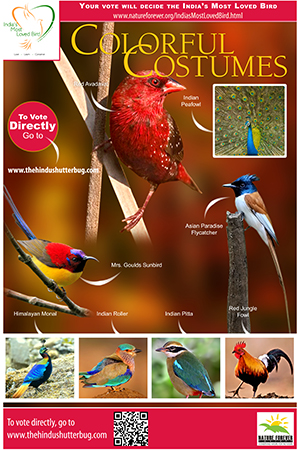 YOUR VOTE WILL DECIDE THE INDIA'S MOST LOVED BIRD
www.natureforever.org/IndiasMostLovedBird.html
India's
Most
Loved Bird
COLORFUL
COSTUMES
Red Avadavat
Indian
Peafowl
To Vote
Directly
Go to
www.thehindushutterbug.com
Asian Paradise
Flycatcher
Mrs. Goulds Sunbird
Himalayan Monal
Indian Roller
Indian Pitta
Red Jungle
Fowl
To vote directly, go to
www.thehindushutterbug.com
NATURE FOREVER